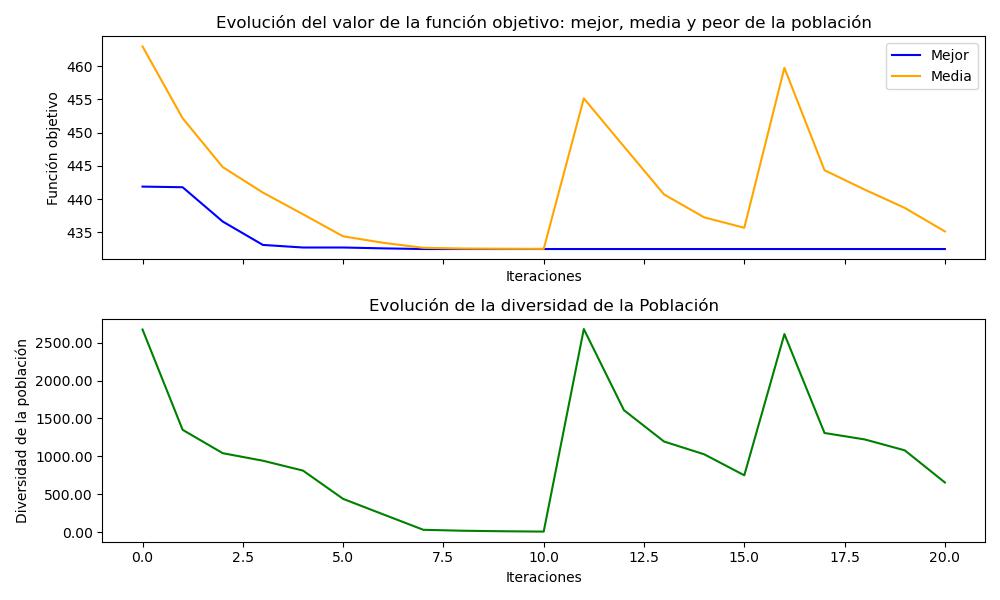 Evolución del valor de la función objetivo: mejor, media y peor de la población
Mejor
Media
Función objetivo
460
455
450
445
440
435
Iteraciones
Evolución de la diversidad de la Población
Diversidad de la población
2500.00
2000.00
1500.00
1000.00
500.00
0.00
0.0 2.5 5.0 7.5 10.0 12.5 15.0 17.5 20.0
Iteraciones